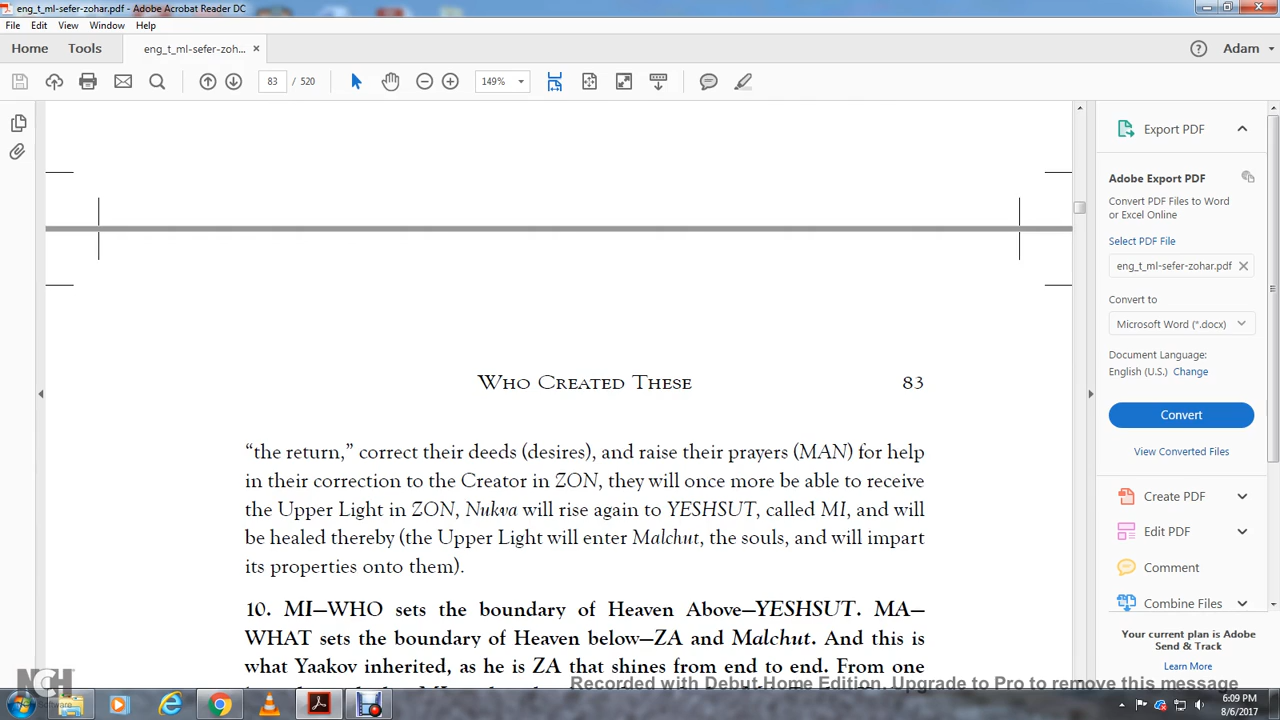 eng_t_ml-sefer-zohar.pdf - Adobe Acrobat Reader DC
File Edit View Window Help
Home Tools eng_t_ml-sefer-zoh... × Adam
83 / 520 149%
Export PDF
Adobe Export PDF
Convert PDF Files to Word
or Excel Online
Select PDF File
eng_t_ml-sefer-zohar.pdf
Convert to
Microsoft Word (*.docx)
Document Language:
English (U.S.) Change
Convert
View Converted Files
Create PDF
Edit PDF
Comment
Combine Files
Your current plan is Adobe
Send & Track
Learn More
WHO CREATED THESE 83
“the return,” correct their deeds (desires), and raise their prayers (MAN) for help
in their correction to the Creator in ZON, they will once more be able to receive
the Upper Light in ZON, Nukva will rise again to YESHSUT, called MI, and will
be healed thereby (the Upper Light will enter Malchut, the souls, and will impart
its properties onto them).
10. MI—WHO sets the boundary of Heaven Above—YESHSUT. MA—
WHAT sets the boundary of Heaven below—ZA and Malchut. And this is
what Yaakov inherited, as he is ZA that shines from end to end. From one
Recorded with Debut Home Edition. Upgrade to Pro to remove this message
NCH Software
6:09 PM
8/6/2017